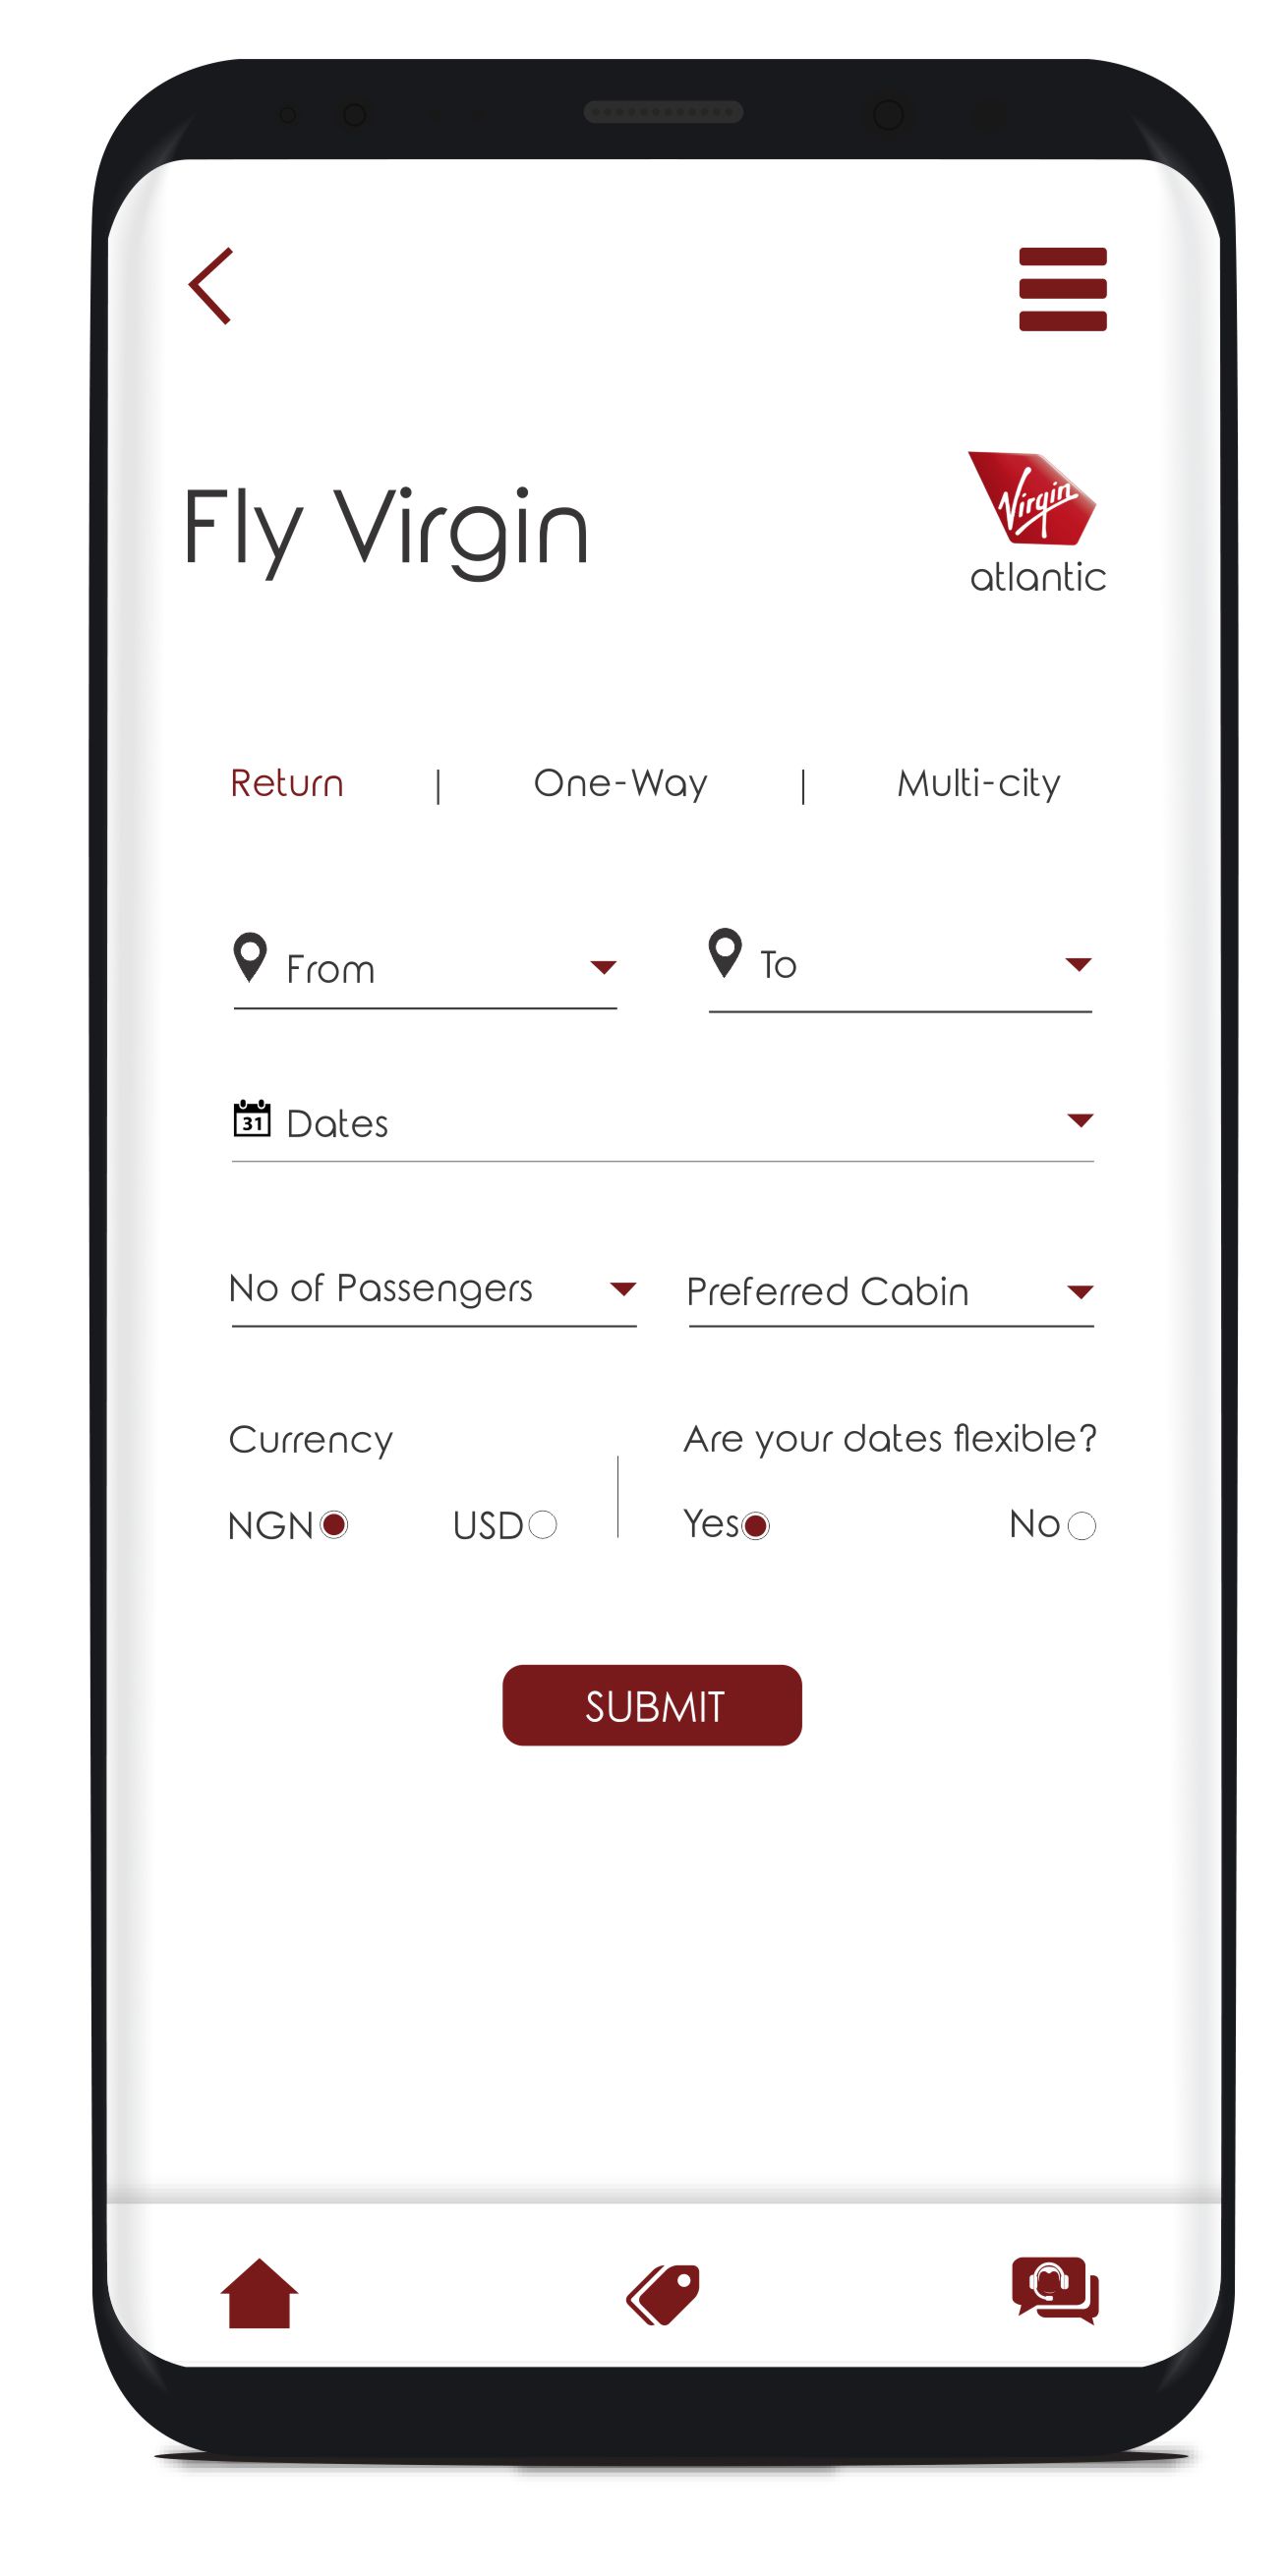 Fly Virgin
Virgin
atlantic
Return | One-Way | Multi-city
From To
31 Dates
No of Passengers Preferred Cabin
Currency Are your dates flexible?
NGN USD Yes No
SUBMIT